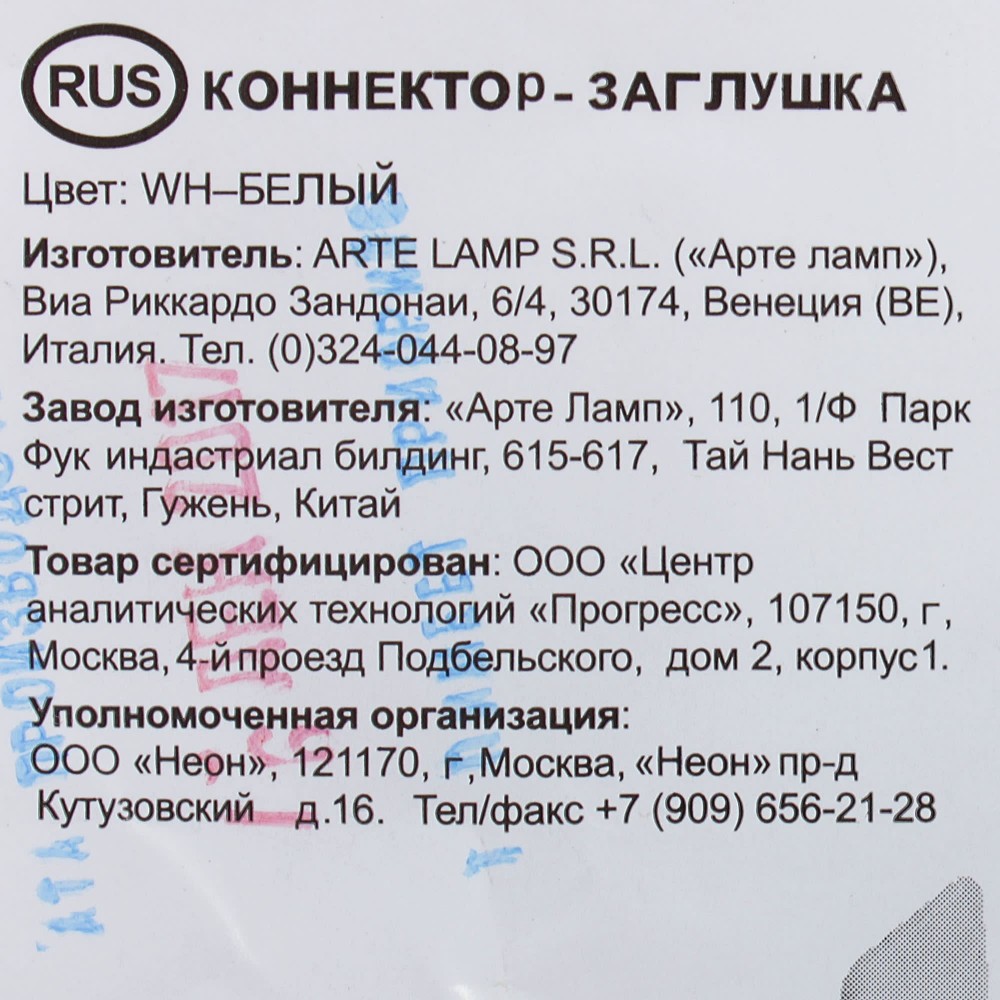 RUS КОННЕКТОР - ЗАГЛУШКА
Цвет: WH–БЕЛЫЙ
Изготовитель: ARTE LAMP S.R.L. («Арте ламп»),
Виа Риккардо Зандонаи, 6/4, 30174, Венеция (ВЕ),
Италия. Тел. (0)324-044-08-97
Завод изготовителя: «Арте Ламп», 110, 1/Ф Парк
Фук индастриал билдинг, 615-617, Тай Нань Вест
стрит, Гужень, Китай
Товар сертифицирован: ООО «Центр
аналитических технологий «Прогресс», 107150, г,
Москва, 4-й проезд Подбельского, дом 2, корпус1.
Уполномоченная организация:
ООО «Неон», 121170, г,Москва, «Неон» пр-д
Кутузовский д.16. Тел/факс +7 (909) 656-21-28